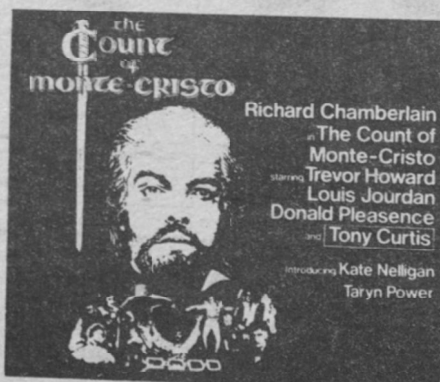 the
Count
of
monte-cristo
Richard Chamberlain
in The Count of
Monte-Cristo
starring Trevor Howard
Louis Jourdan
Donald Pleasence
and Tony Curtis
introducing Kate Nelligan
Taryn Power